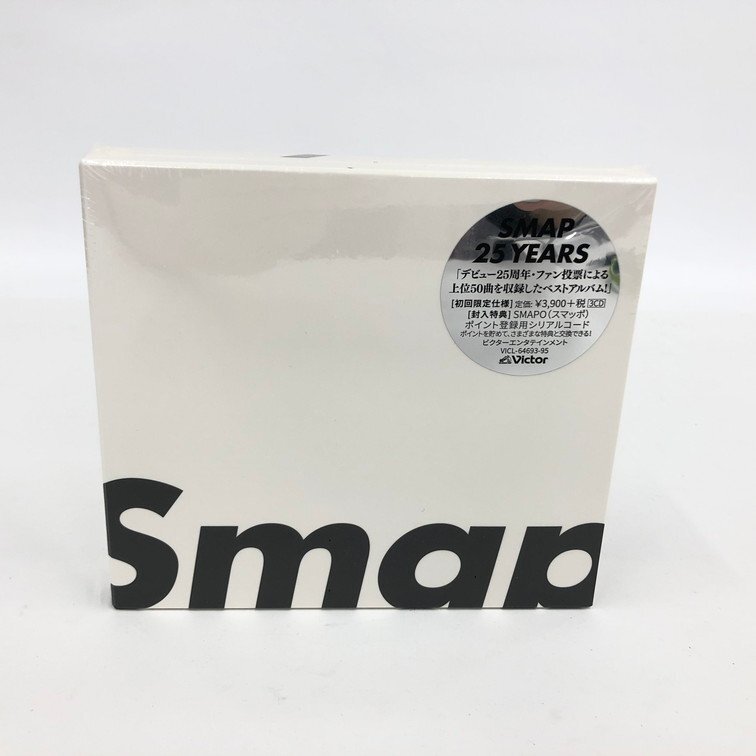 SMAP
25 YEARS
「デビュー25周年・ファン投票による
上位50曲を収録したベストアルバム!」
[初回限定仕様] 定価:¥3,900+税 3CD
[封入特典] SMAPO(スマッポ)
ポイント登録用シリアルコード
ポイントを貯めて、さまざまな特典と交換できる!
ビクターエンタテインメント
VICL-64693-95
Victor
Smap